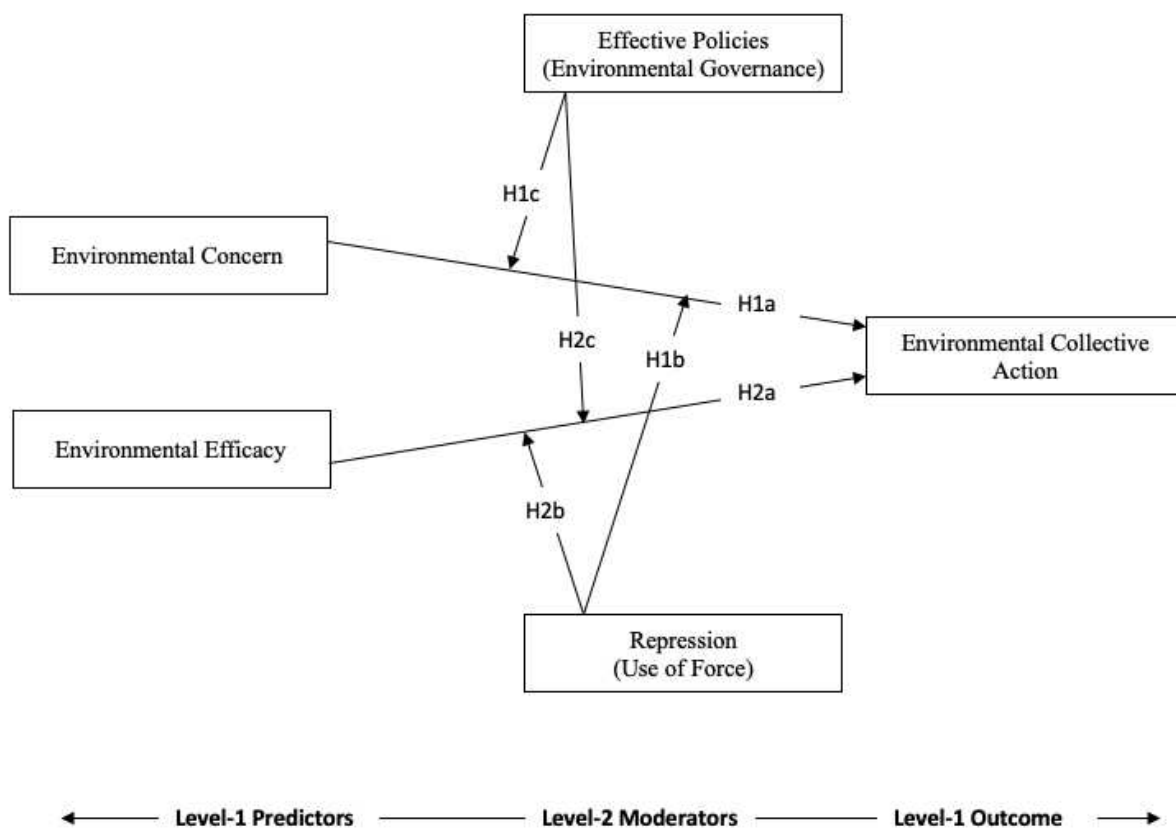 Effective Policies
(Environmental Governance)
H1c
Environmental Concern
H1a
H2c
H1b
Environmental Collective
Action
H2a
Environmental Efficacy
H2b
Repression
(Use of Force)
Level-1 Predictors
Level-2 Moderators
Level-1 Outcome